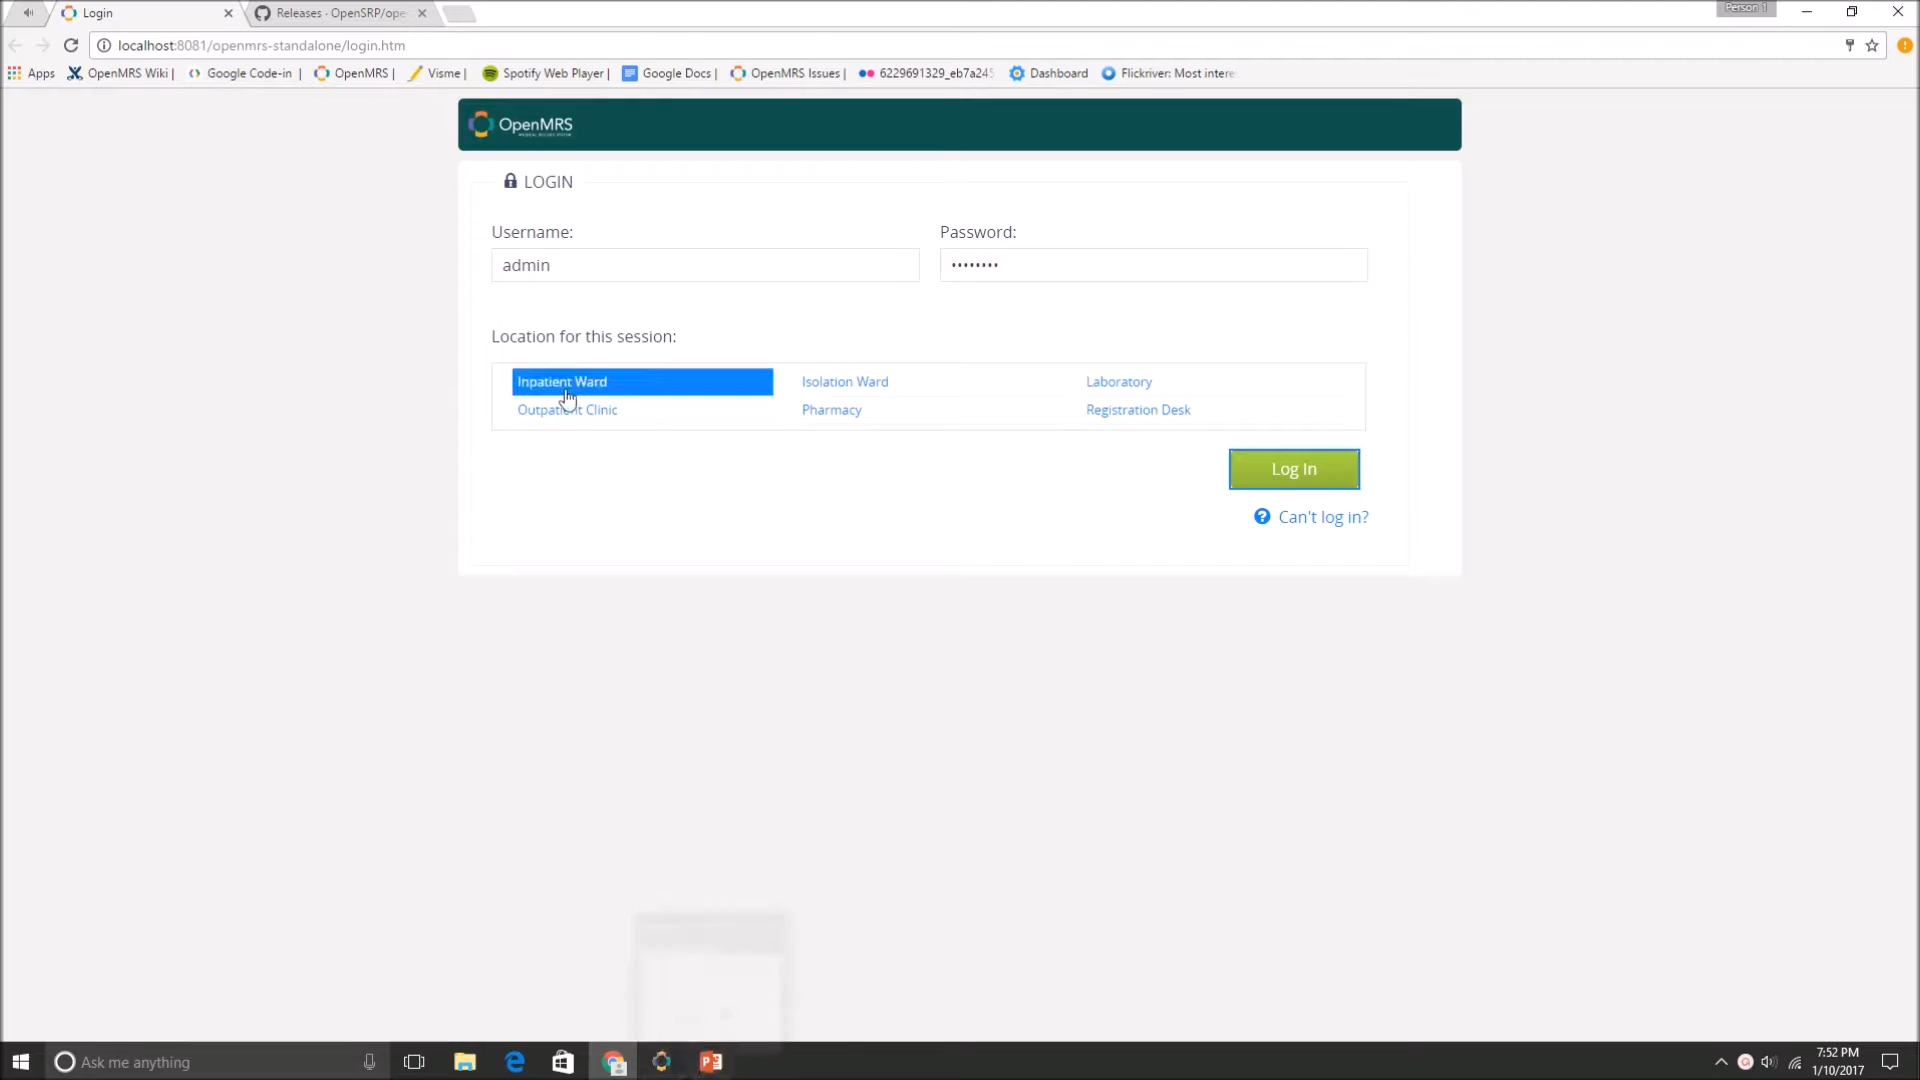 Login
Releases · OpenSRP/ope
Person 1
localhost:8081/openmrs-standalone/login.htm
Apps OpenMRS Wiki | Google Code-in | OpenMRS | Visme | Spotify Web Player | Google Docs | OpenMRS Issues | 6229691329_eb7a245 Dashboard Flickriver: Most intere
OpenMRS
LOGIN
Username: Password:
admin ••••••••
Location for this session:
Inpatient Ward Isolation Ward Laboratory
Outpatient Clinic Pharmacy Registration Desk
Log In
? Can't log in?
Ask me anything
7:52 PM
1/10/2017